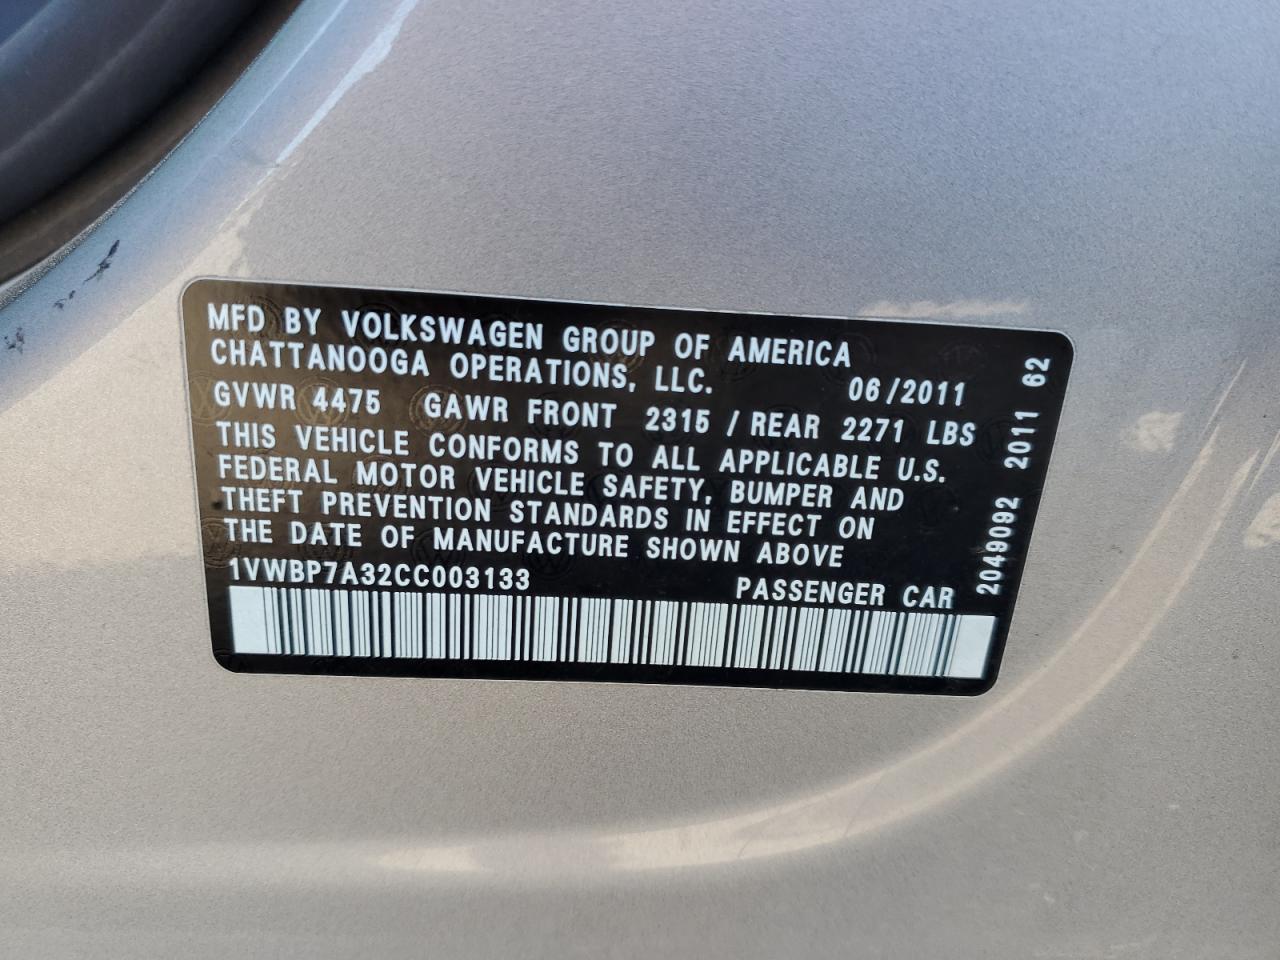 MFD BY VOLKSWAGEN GROUP OF AMERICA
CHATTANOOGA OPERATIONS, LLC. 06/2011
GVWR 4475 GAWR FRONT 2315 / REAR 2271 LBS
THIS VEHICLE CONFORMS TO ALL APPLICABLE U.S.
FEDERAL MOTOR VEHICLE SAFETY, BUMPER AND
THEFT PREVENTION STANDARDS IN EFFECT ON
THE DATE OF MANUFACTURE SHOWN ABOVE
1VWBP7A32CC003133 PASSENGER CAR
2049092 2011 62